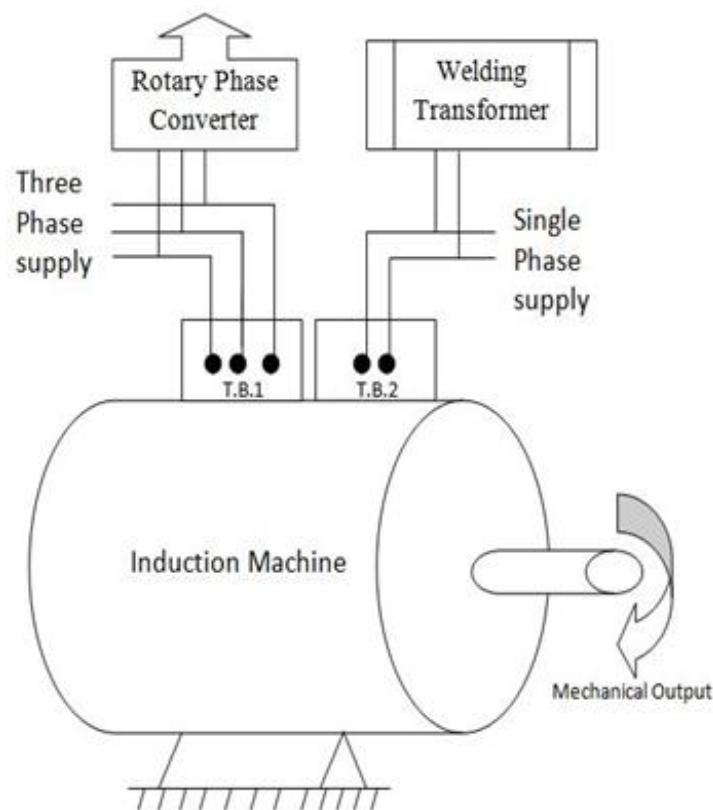 Rotary Phase
Converter
Welding
Transformer
Three
Phase
supply
Single
Phase
supply
T.B.1
T.B.2
Induction Machine
Mechanical Output